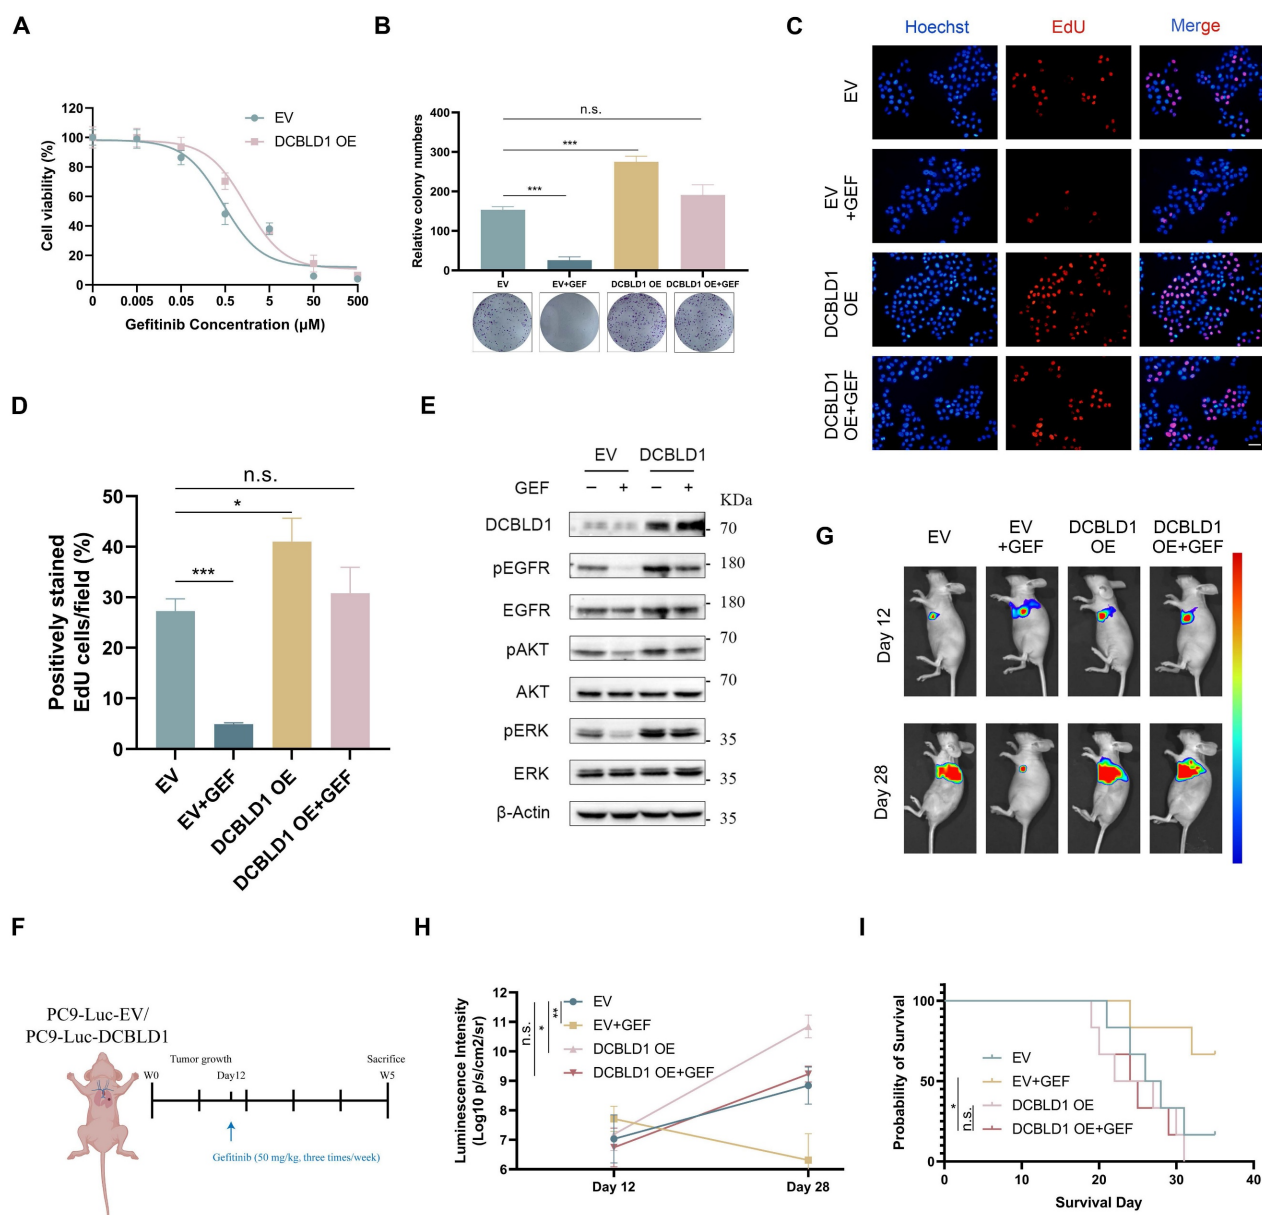 A
120
100
80
60
40
20
0
Cell viability (%)
EV
DCBLD1 OE
0 0.005 0.05 0.5 5 50 500
Gefitinib Concentration (μM)
B
400
300
200
100
0
Relative colony numbers
n.s.
***
***
EV EV+GEF DCBLD1 OE DCBLD1 OE+GEF
C
Hoechst EdU Merge
EV
EV
+GEF
DCBLD1
OE
DCBLD1
OE+GEF
D
50
40
30
20
10
0
Positively stained
EdU cells/field (%)
n.s.
*
***
EV
EV+GEF
DCBLD1 OE
DCBLD1 OE+GEF
E
EV DCBLD1
GEF – + – +
KDa
DCBLD1 70
pEGFR 180
EGFR 180
pAKT 70
AKT 70
pERK 35
ERK 35
β-Actin 35
G
EV
EV
+GEF
DCBLD1
OE
DCBLD1
OE+GEF
Day 12
Day 28
F
PC9-Luc-EV/
PC9-Luc-DCBLD1
Tumor growth
W0
Day12
Sacrifice
W5
Gefitinib (50 mg/kg, three times/week)
H
12
11
10
9
8
7
6
Luminescence Intensity
(Log10 p/s/cm2/sr)
n.s.
*
**
EV
EV+GEF
DCBLD1 OE
DCBLD1 OE+GEF
Day 12 Day 28
I
100
50
0
Probability of Survival
EV
EV+GEF
DCBLD1 OE
DCBLD1 OE+GEF
*
n.s.
0 10 20 30 40
Survival Day